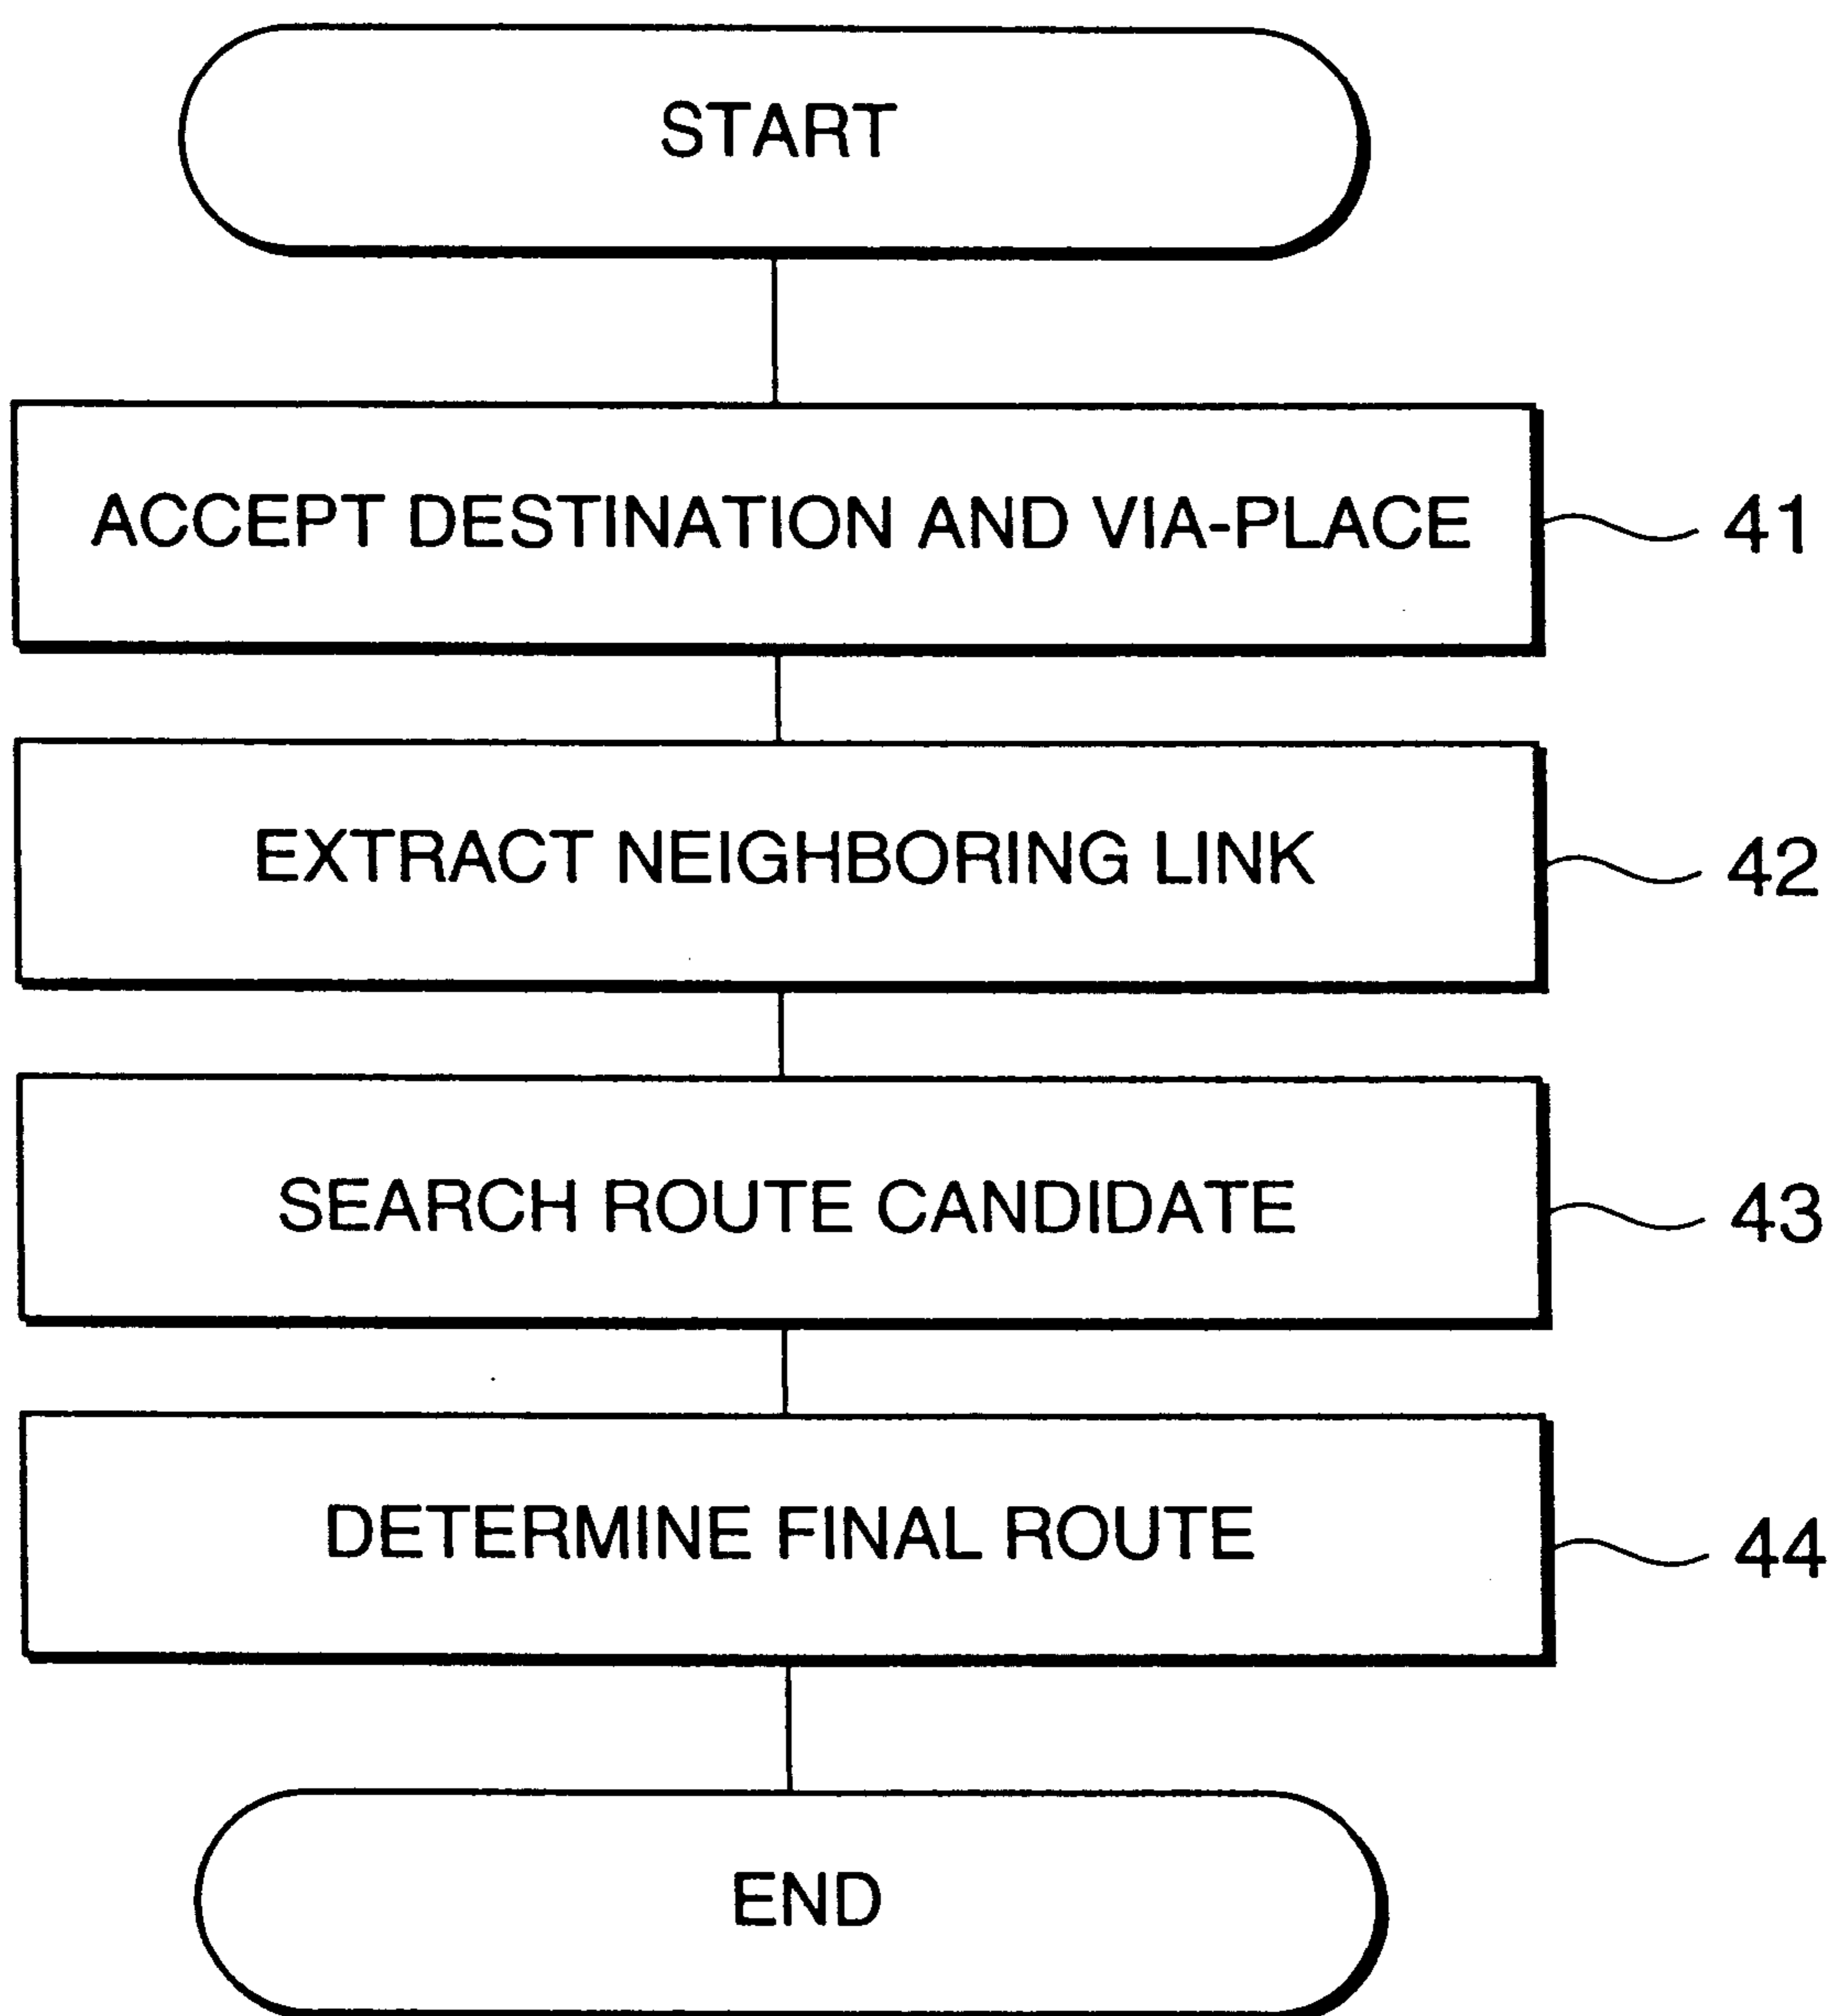 START
ACCEPT DESTINATION AND VIA-PLACE
41
EXTRACT NEIGHBORING LINK
42
SEARCH ROUTE CANDIDATE
43
DETERMINE FINAL ROUTE
44
END